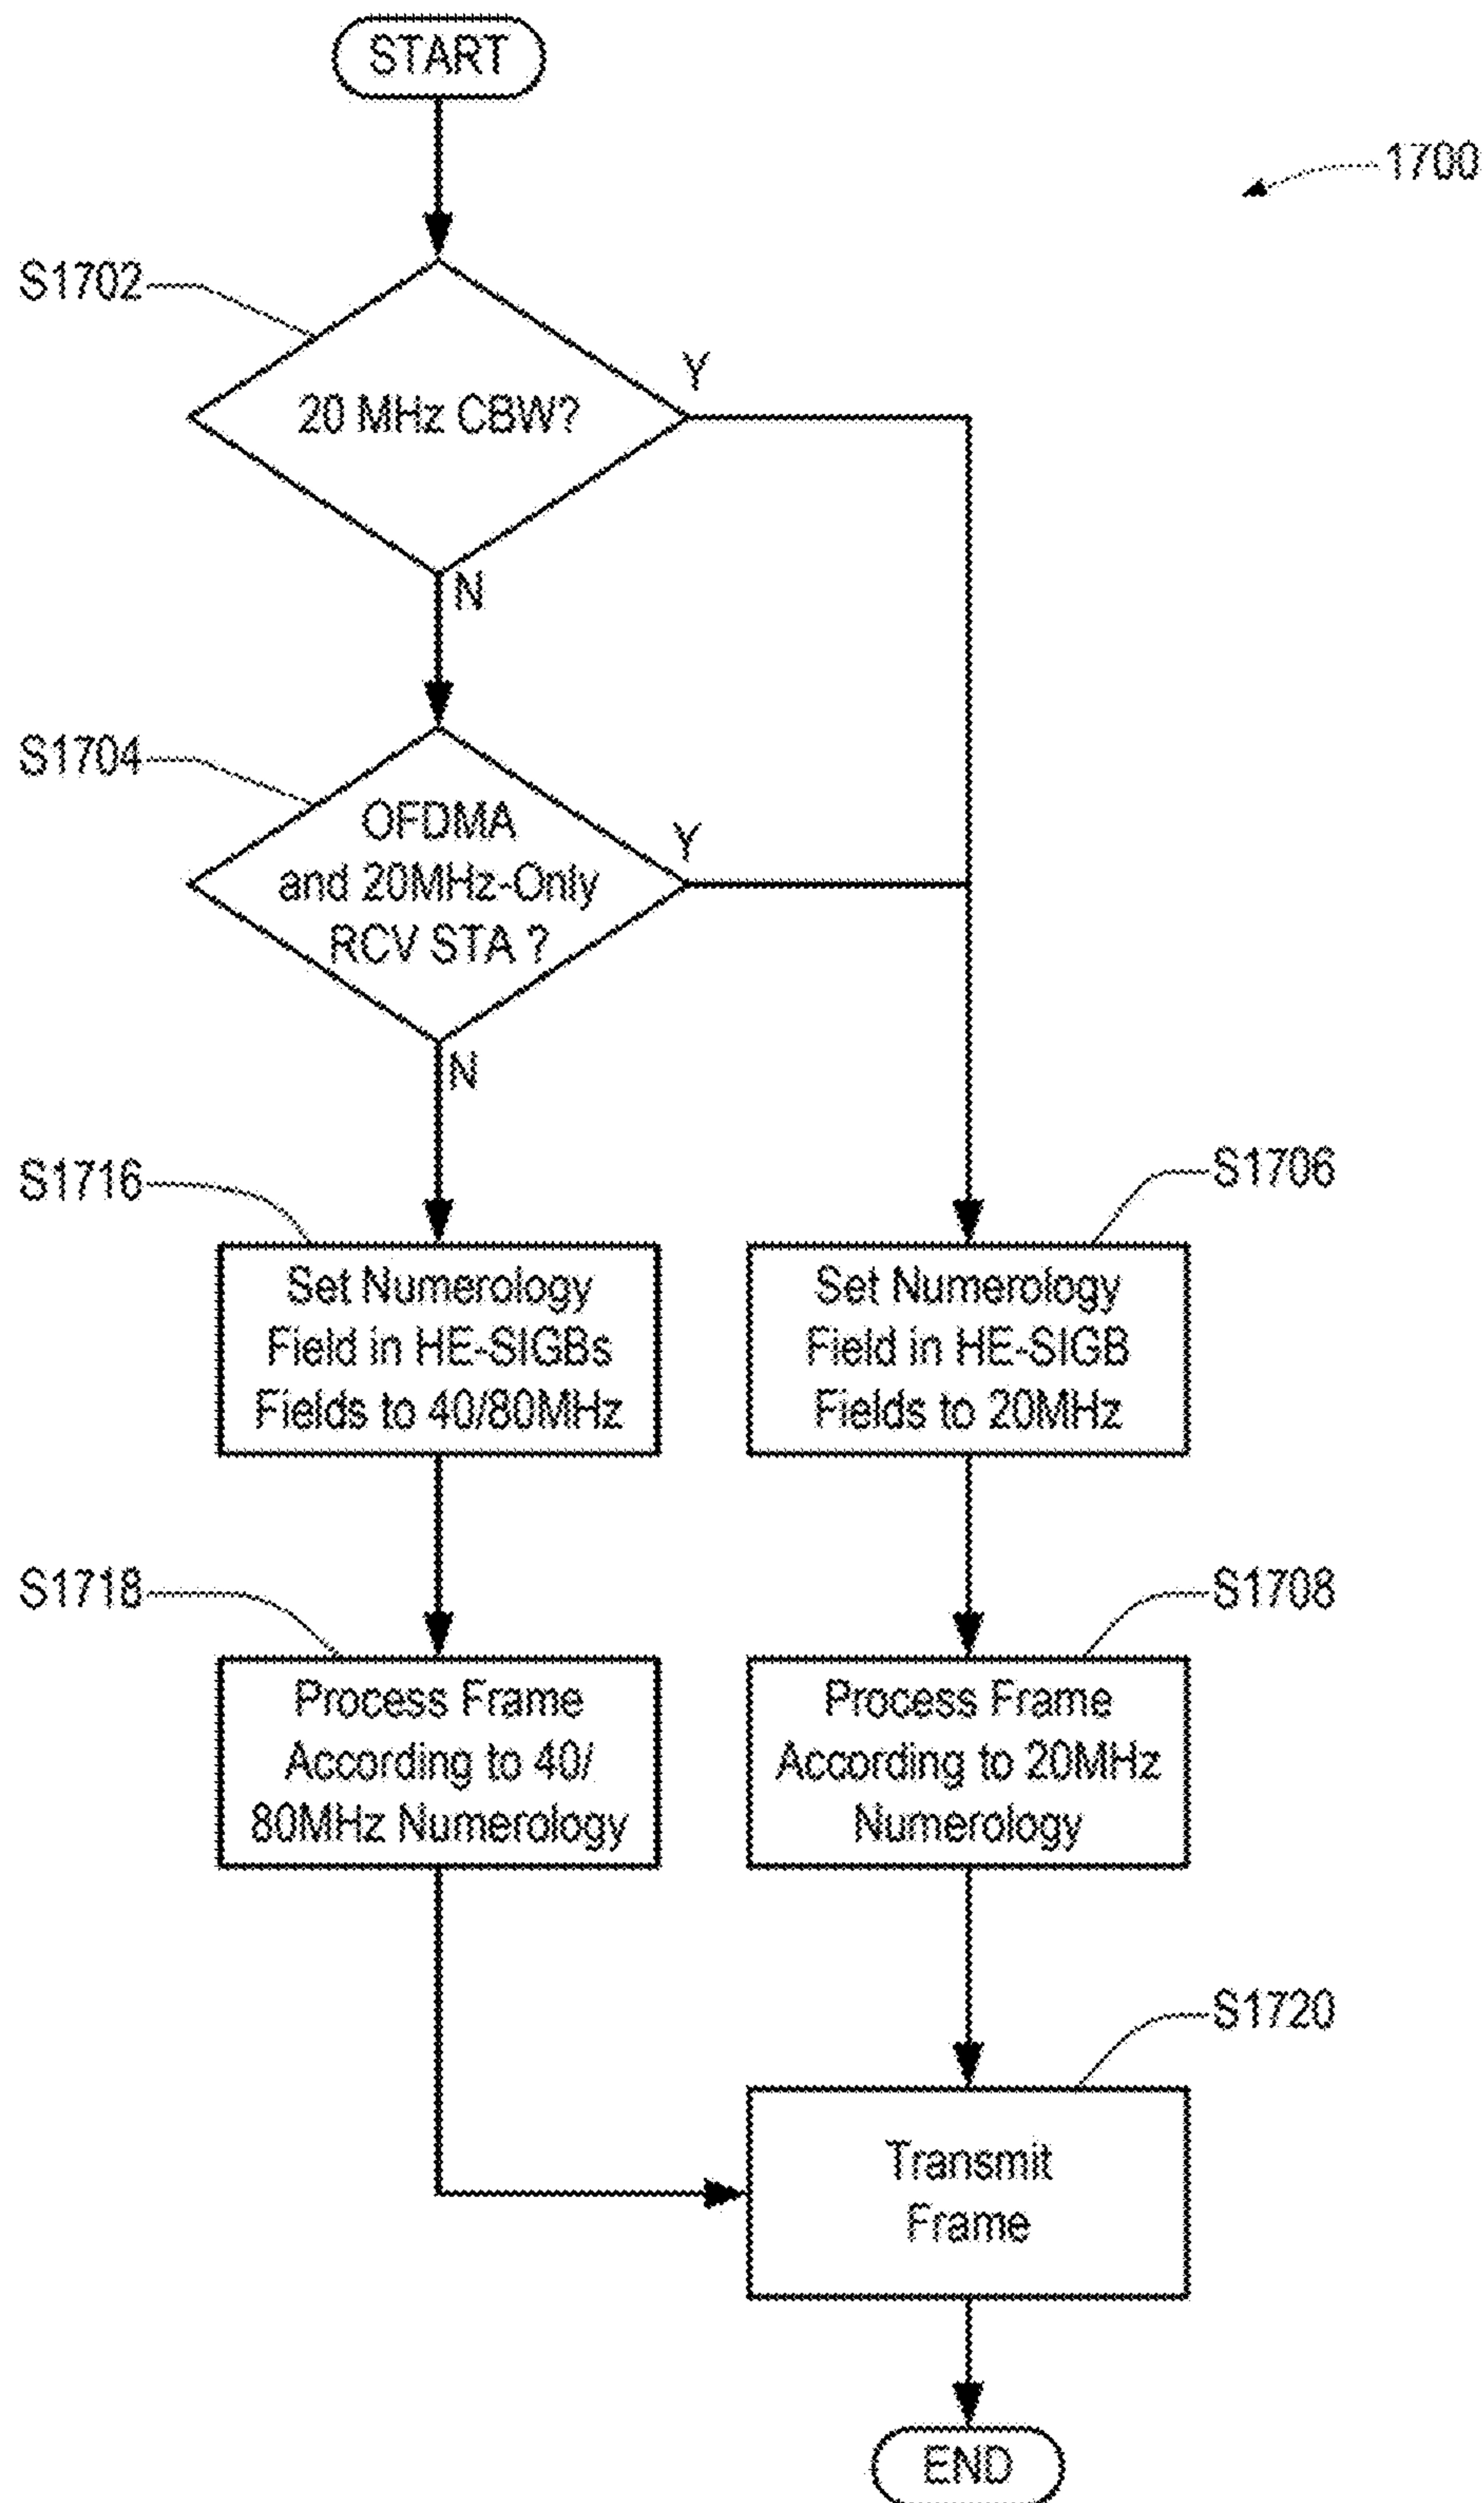 START
1700
S1702
20 MHz CBW?
Y
N
S1704
OFDMA
and 20MHz-Only
RCV STA ?
Y
N
S1716
Set Numerology
Field in HE-SIGBs
Fields to 40/80MHz
S1706
Set Numerology
Field in HE-SIGB
Fields to 20MHz
S1718
Process Frame
According to 40/
80MHz Numerology
S1708
Process Frame
According to 20MHz
Numerology
S1720
Transmit
Frame
END